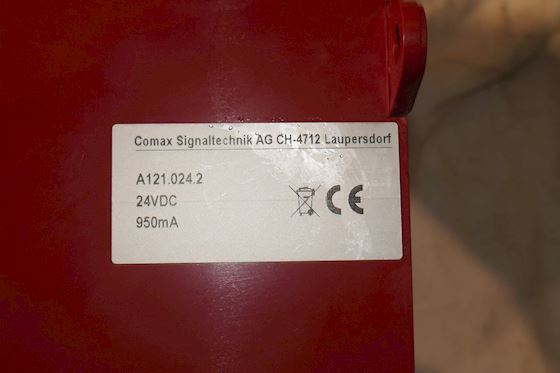 Comax Signaltechnik AG CH-4712 Laupersdorf
A121.024.2
24VDC
950mA
CE